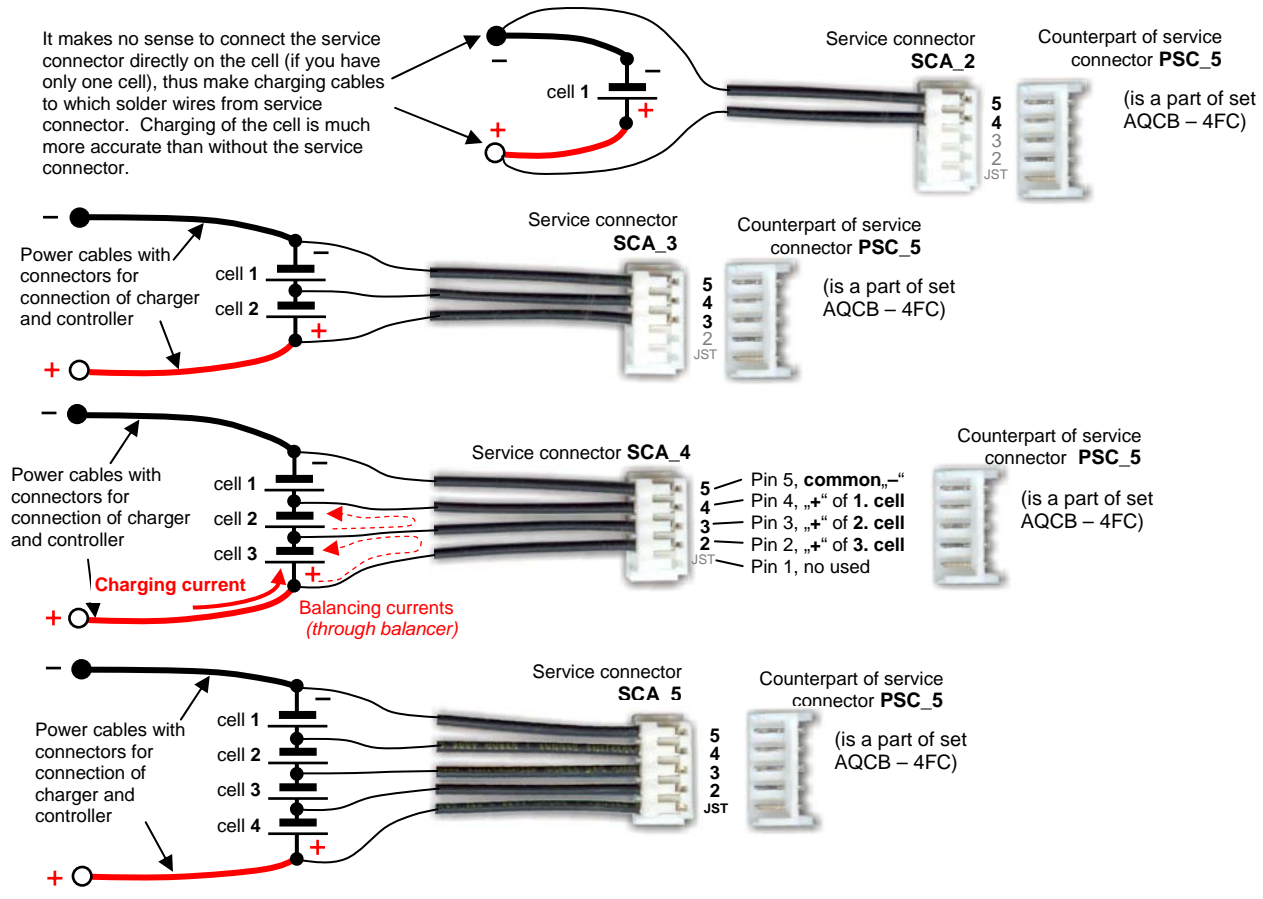 It makes no sense to connect the service
connector directly on the cell (if you have
only one cell), thus make charging cables
to which solder wires from service
connector.  Charging of the cell is much
more accurate than without the service
connector.
−
+
cell 1
−
+
Service connector
SCA_2
5
4
3
2
JST
Counterpart of service
connector PSC_5
(is a part of set
AQCB – 4FC)
−
Power cables with
connectors for
connection of charger
and controller
+
−
cell 1
cell 2
+
Service connector
SCA_3
5
4
3
2
JST
Counterpart of service
connector PSC_5
(is a part of set
AQCB – 4FC)
−
Power cables with
connectors for
connection of charger
and controller
+
−
cell 1
cell 2
cell 3
+
Charging current
Balancing currents
(through balancer)
Service connector SCA_4
5
4
3
2
JST
Pin 5, common„–“
Pin 4, „+“ of 1. cell
Pin 3, „+“ of 2. cell
Pin 2, „+“ of 3. cell
Pin 1, no used
Counterpart of service
connector  PSC_5
(is a part of set
AQCB – 4FC)
−
Power cables with
connectors for
connection of
charger and
controller
+
−
cell 1
cell 2
cell 3
cell 4
+
Service connector
SCA_5
5
4
3
2
JST
Counterpart of service
connector PSC_5
(is a part of set
AQCB – 4FC)